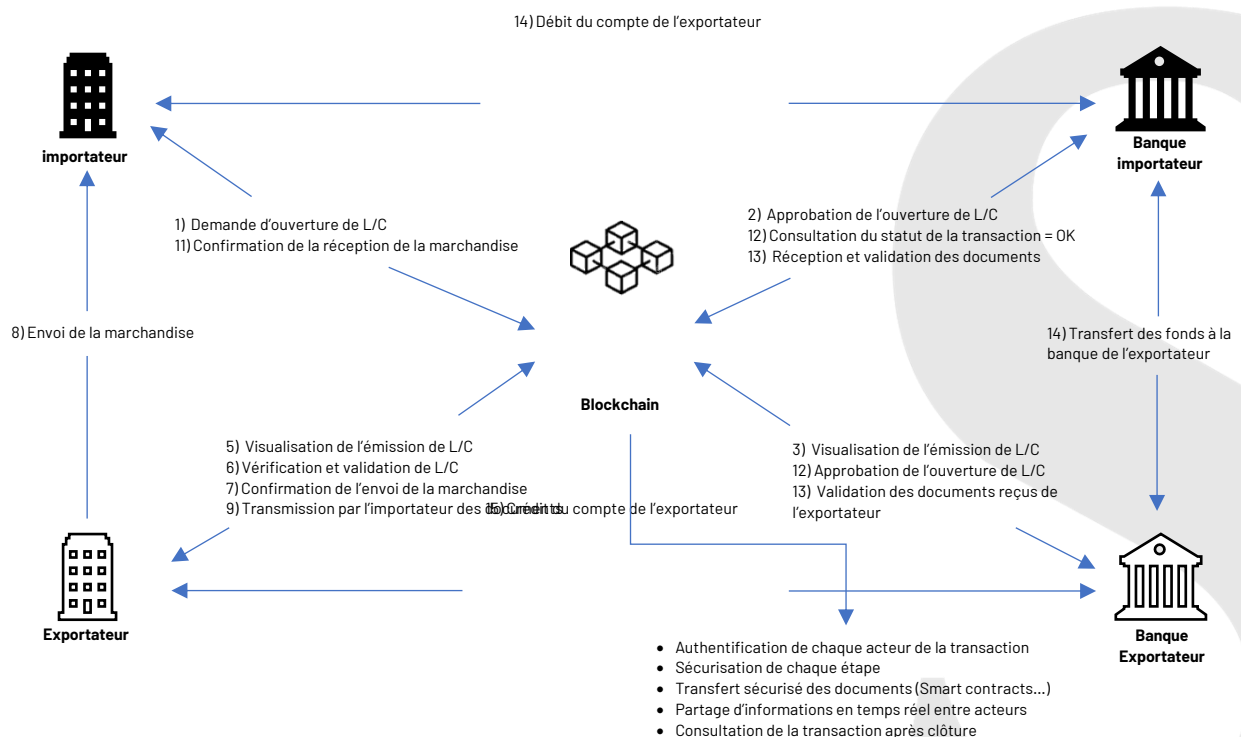 14) Débit du compte de l’exportateur
importateur
Banque
importateur
1) Demande d’ouverture de L/C
11) Confirmation de la réception de la marchandise
2) Approbation de l’ouverture de L/C
12) Consultation du statut de la transaction = OK
13) Réception et validation des documents
8) Envoi de la marchandise
14) Transfert des fonds à la
banque de l’exportateur
Blockchain
5) Visualisation de l’émission de L/C
6) Vérification et validation de L/C
7) Confirmation de l’envoi de la marchandise
9) Transmission par l’importateur des documents
15) Crédit du compte de l’exportateur
3) Visualisation de l’émission de L/C
12) Approbation de l’ouverture de L/C
13) Validation des documents reçus de
l’exportateur
Exportateur
Banque
Exportateur
• Authentification de chaque acteur de la transaction
• Sécurisation de chaque étape
• Transfert sécurisé des documents (Smart contracts…)
• Partage d’informations en temps réel entre acteurs
• Consultation de la transaction après clôture